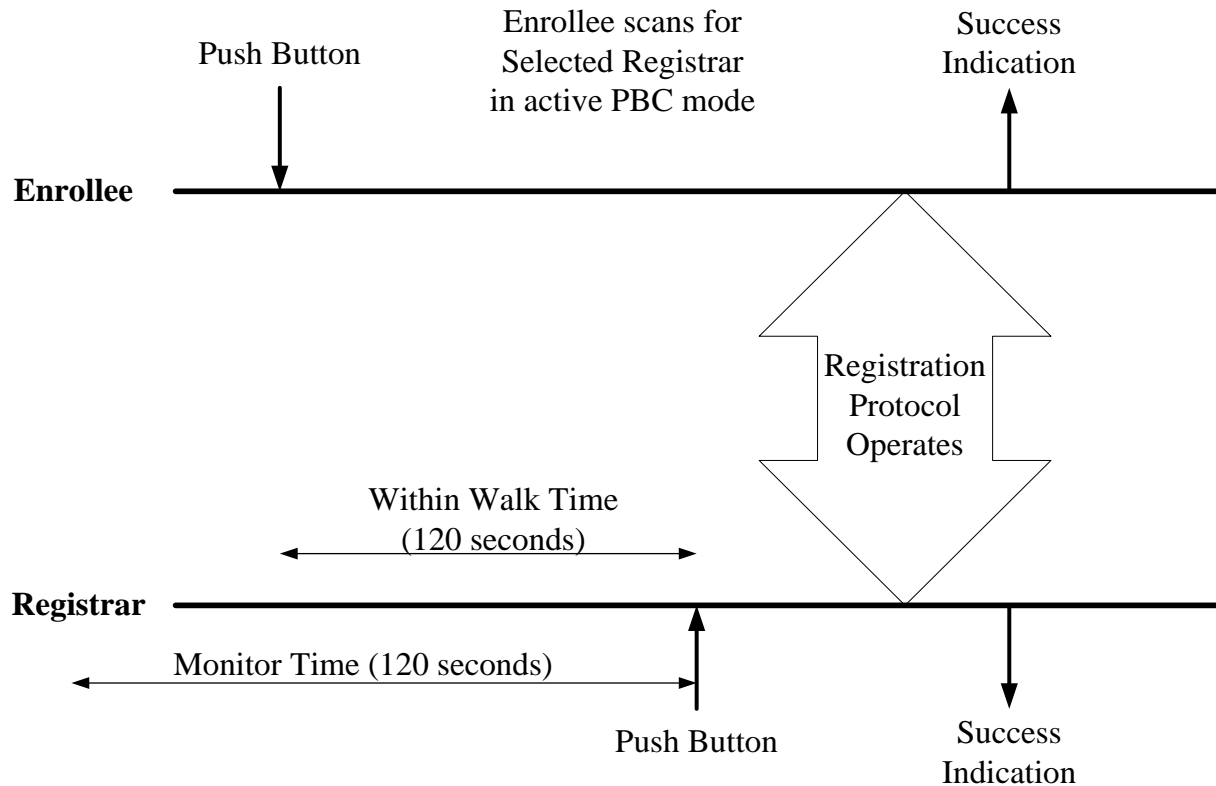 Push Button
Enrollee scans for
Selected Registrar
in active PBC mode
Success
Indication
Enrollee
Registration
Protocol
Operates
Within Walk Time
(120 seconds)
Registrar
Monitor Time (120 seconds)
Push Button
Success
Indication